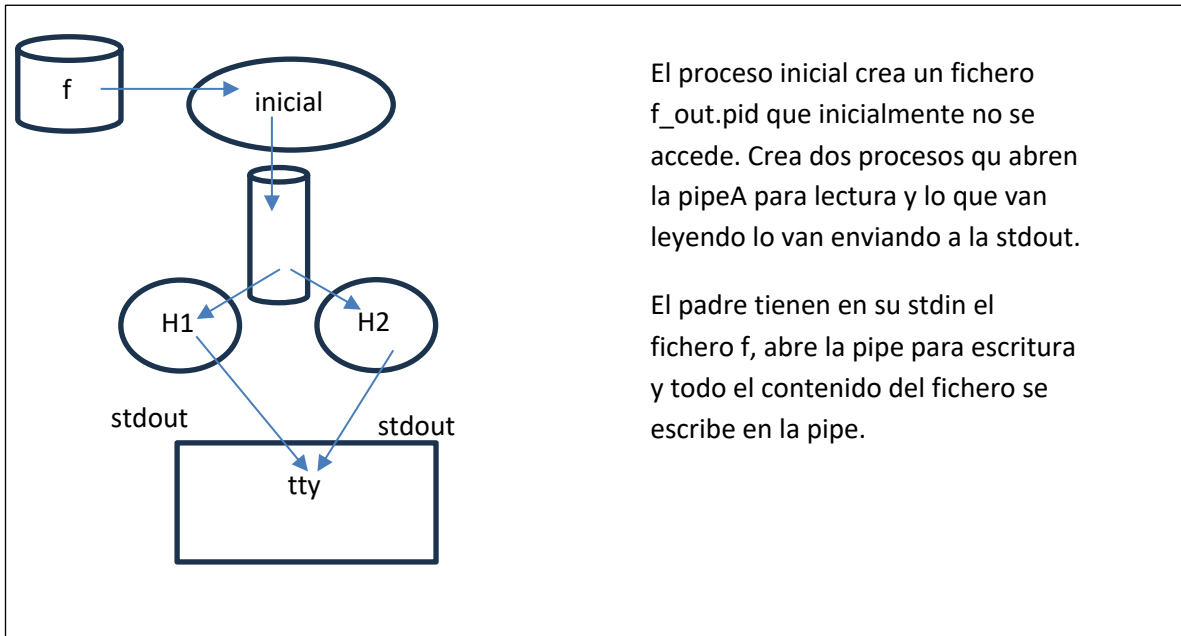 f
inicial
H1
H2
stdout
stdout
tty
El proceso inicial crea un fichero
f_out.pid que inicialmente no se
accede. Crea dos procesos qu abren
la pipeA para lectura y lo que van
leyendo lo van enviando a la stdout.
El padre tienen en su stdin el
fichero f, abre la pipe para escritura
y todo el contenido del fichero se
escribe en la pipe.